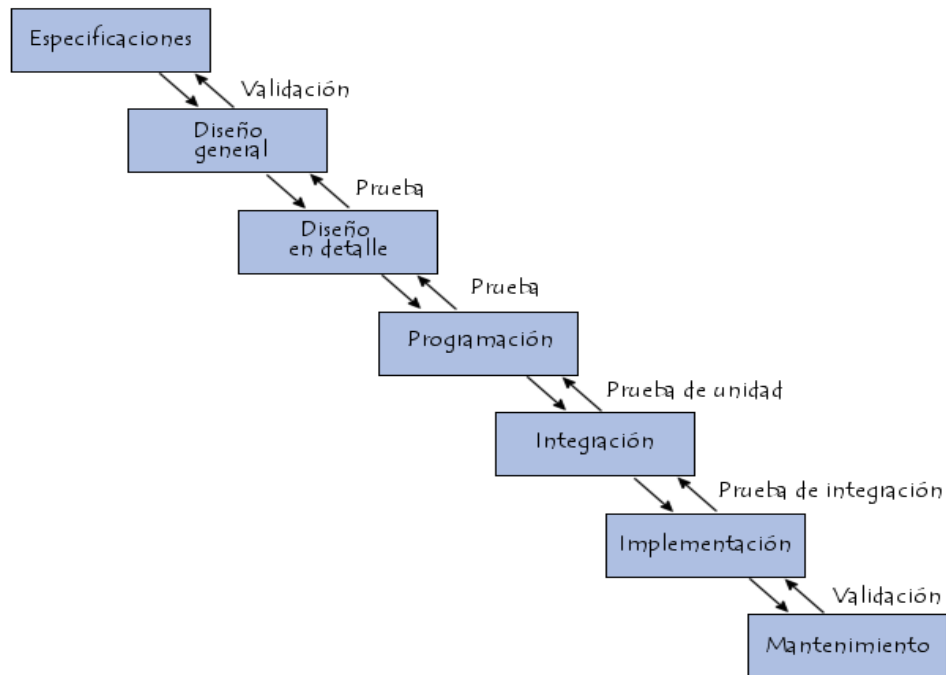 Especificaciones
Validación
Diseño
general
Prueba
Diseño
en detalle
Prueba
Programación
Prueba de unidad
Integración
Prueba de integración
Implementación
Validación
Mantenimiento